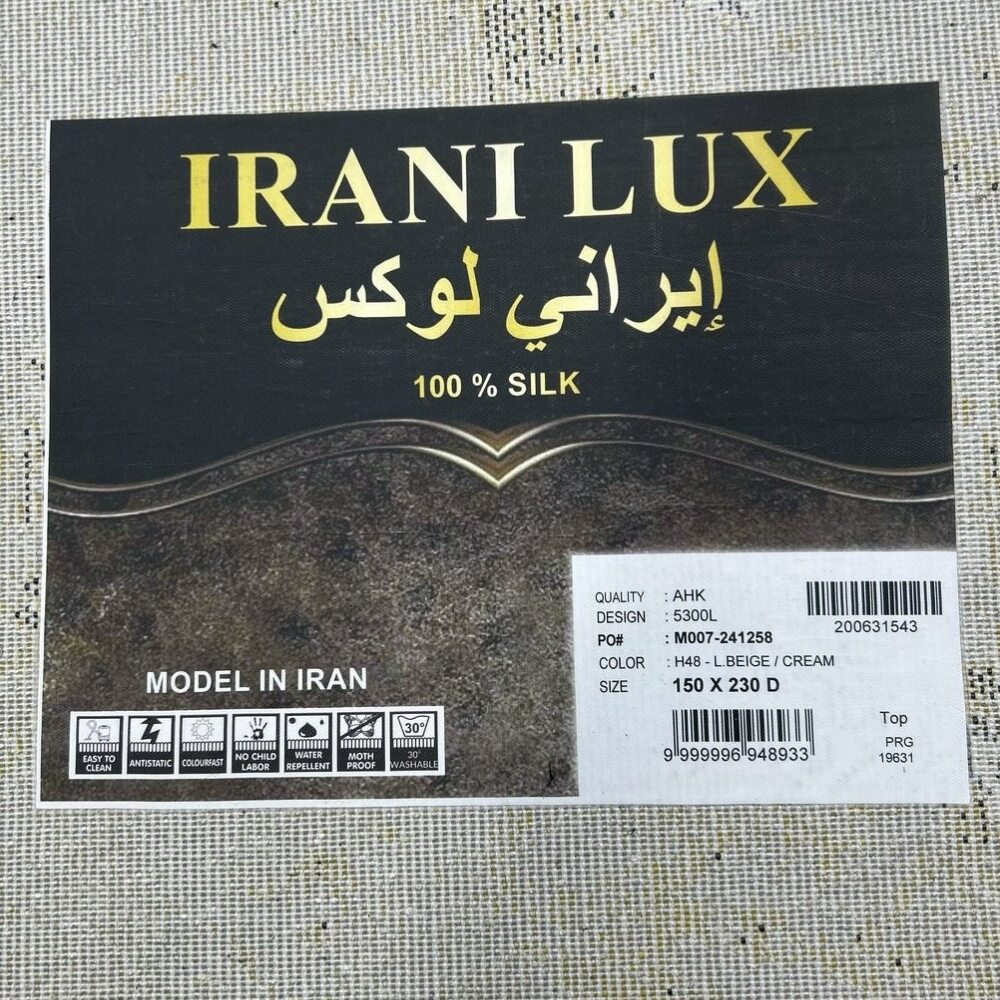 IRANI LUX
إيراني لوكس
100 % SILK
QUALITY : AHK
DESIGN : 5300L
PO# : M007-241258
COLOR : H48 - L.BEIGE / CREAM
SIZE 150 X 230 D
200631543
9 999996 948933
Top
PRG
19631
MODEL IN IRAN
EASY TO CLEAN
ANTISTATIC
COLOURFAST
NO CHILD LABOR
WATER REPELLENT
MOTH PROOF
30°
30° WASHABLE